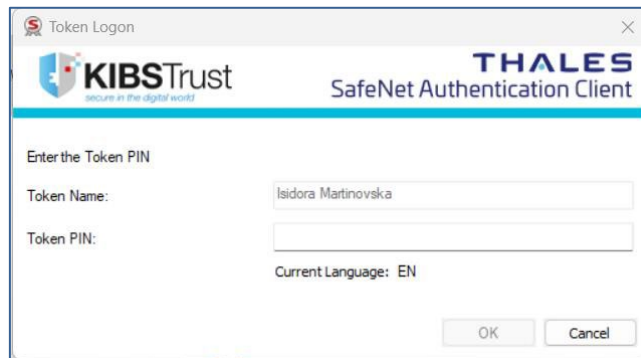 Token Logon
KIBSTrust
secure in the digital world
THALES
SafeNet Authentication Client
Enter the Token PIN
Token Name: Isidora Martinovska
Token PIN:
Current Language: EN
OK Cancel